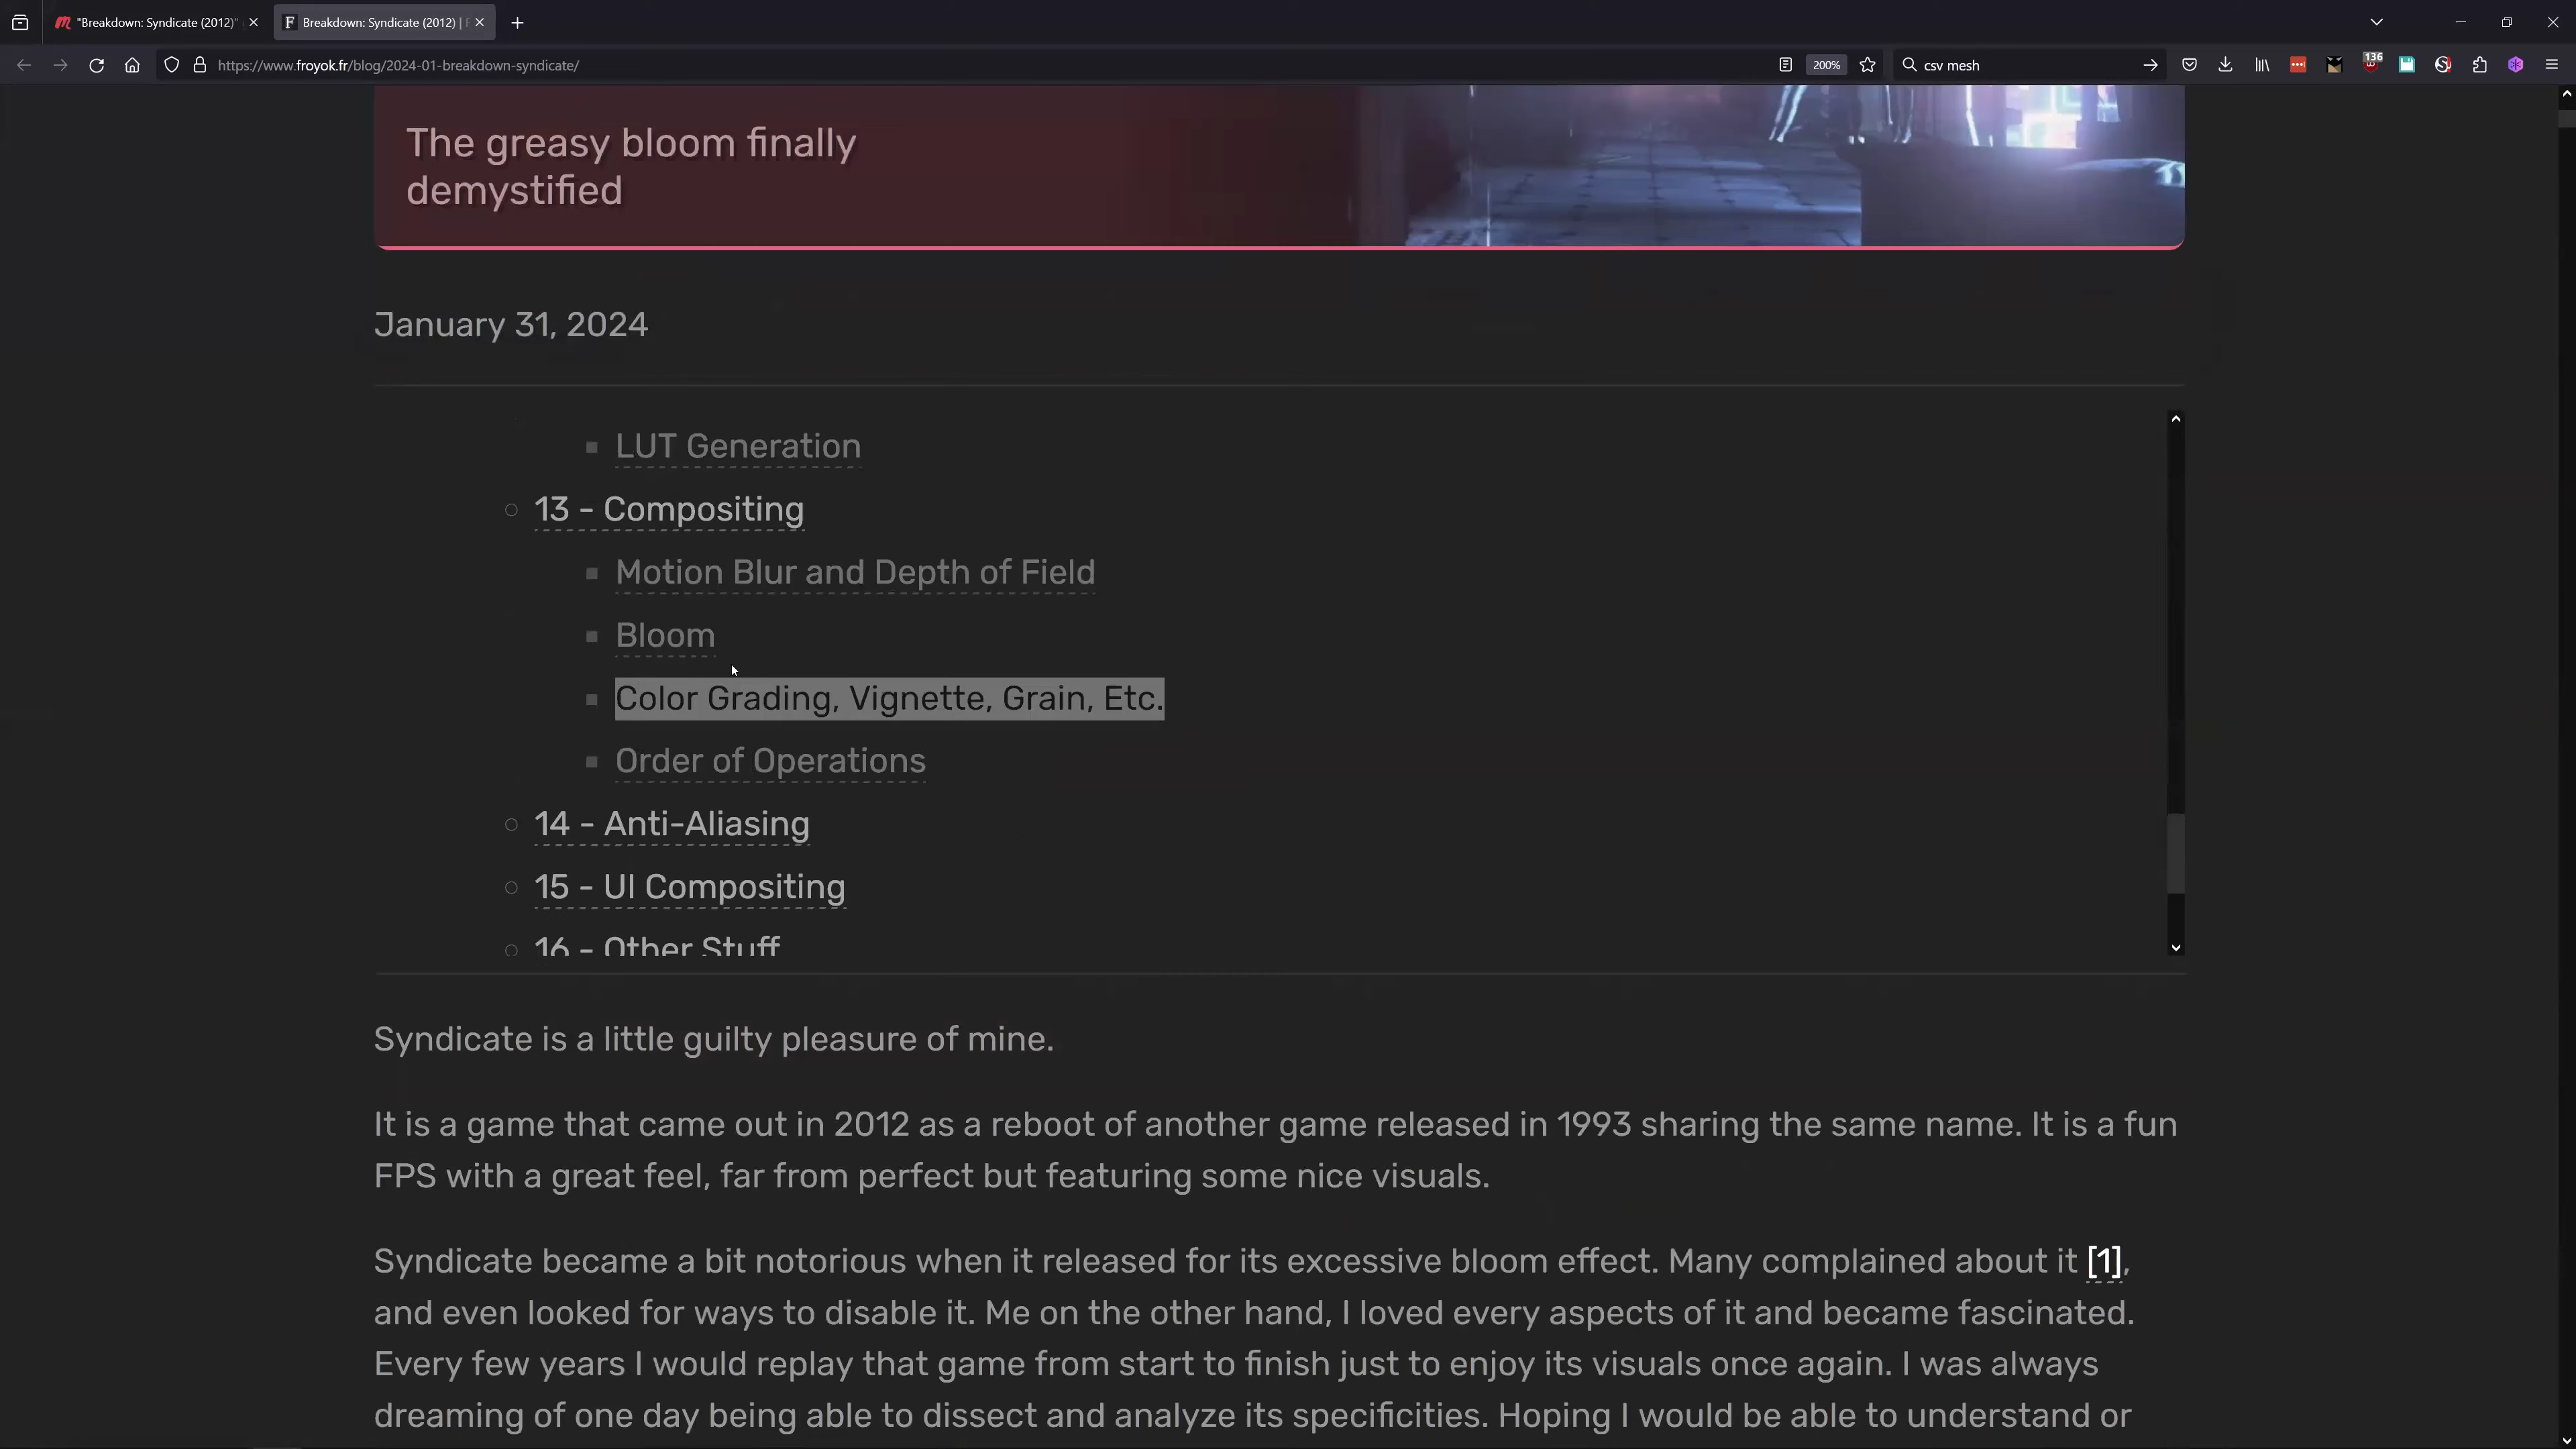 "Breakdown: Syndicate (2012)"
Breakdown: Syndicate (2012) |
https://www.froyok.fr/blog/2024-01-breakdown-syndicate/
200%
csv mesh
136
The greasy bloom finally
demystified
January 31, 2024
LUT Generation
13 - Compositing
Motion Blur and Depth of Field
Bloom
Color Grading, Vignette, Grain, Etc.
Order of Operations
14 - Anti-Aliasing
15 - UI Compositing
16 - Other Stuff
Syndicate is a little guilty pleasure of mine.
It is a game that came out in 2012 as a reboot of another game released in 1993 sharing the same name. It is a fun
FPS with a great feel, far from perfect but featuring some nice visuals.
Syndicate became a bit notorious when it released for its excessive bloom effect. Many complained about it [1],
and even looked for ways to disable it. Me on the other hand, I loved every aspects of it and became fascinated.
Every few years I would replay that game from start to finish just to enjoy its visuals once again. I was always
dreaming of one day being able to dissect and analyze its specificities. Hoping I would be able to understand or